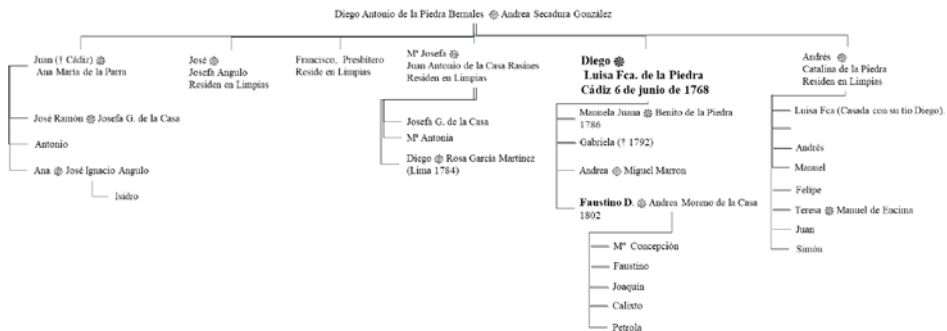 Diego Antonio de la Piedra Bernales ❁ Andrea Secadura González
Juan († Cádiz) ❁
Ana María de la Parra
José Ramón ❁ Josefa G. de la Casa
Antonio
Ana ❁ José Ignacio Angulo
Isidro
José ❁
Josefa Angulo
Residen en Limpias
Francisco, Presbítero
Reside en Limpias
Mª Josefa ❁
Juan Antonio de la Casa Rasines
Residen en Limpias
Josefa G. de la Casa
Mª Antonia
Diego ❁ Rosa García Martínez
(Lima 1784)
Diego ❁
Luisa Fca. de la Piedra
Cádiz 6 de junio de 1768
Manuela Juana ❁ Benito de la Piedra
1786
Gabriela († 1792)
Andrea ❁ Miguel Marron
Faustino D. ❁ Andrea Moreno de la Casa
1802
Mª Concepción
Faustino
Joaquin
Calixto
Petrola
Andrés ❁
Catalina de la Piedra
Residen en Limpias
Luisa Fca (Casada con su tío Diego).
Andrés
Manuel
Felipe
Teresa ❁ Manuel de Encima
Juan
Simón